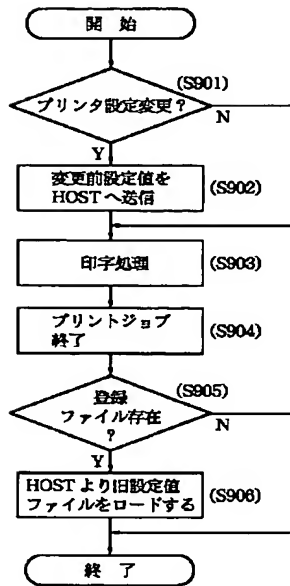 開始
(S901)
プリンタ設定変更?
N
Y
変更前設定値を
HOSTへ送信
(S902)
印字処理
(S903)
プリントジョブ
終了
(S904)
(S905)
登録
ファイル存在
?
N
Y
HOSTより旧設定値
ファイルをロードする
(S906)
終了